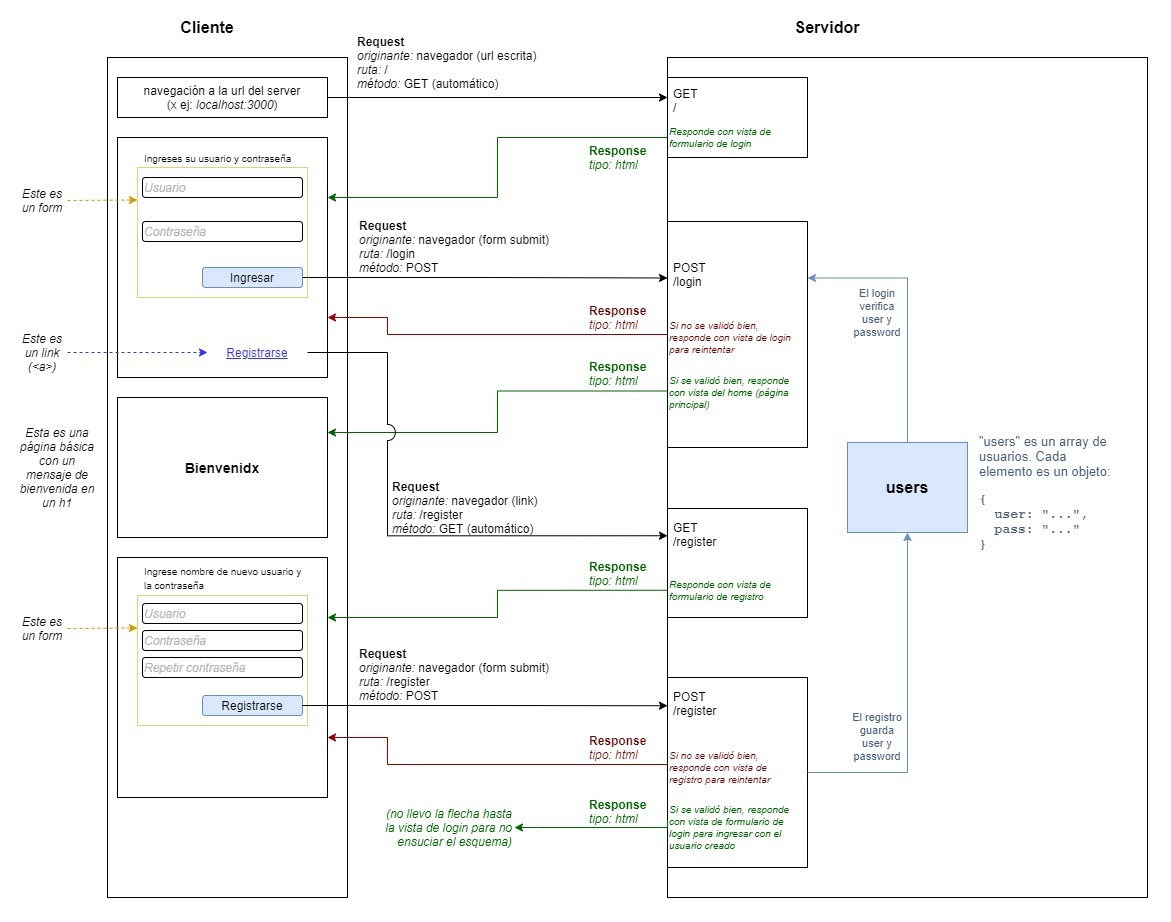 Cliente
Servidor
Request
originante: navegador (url escrita)
ruta: /
método: GET (automático)
navegación a la url del server
(x ej: localhost:3000)
GET
/
Responde con vista de
formulario de login
Response
tipo: html
Ingreses su usuario y contraseña
Usuario
Contraseña
Ingresar
Este es
un form
Request
originante: navegador (form submit)
ruta: /login
método: POST
POST
/login
Response
tipo: html
Si no se validó bien,
responde con vista de login
para reintentar
Response
tipo: html
Si se validó bien, responde
con vista del home (página
principal)
El login
verifica
user y
password
Este es
un link
(<a>)
Registrarse
Esta es una
página básica
con un
mensaje de
bienvenida en
un h1
Bienvenidx
users
"users" es un array de
usuarios. Cada
elemento es un objeto:
{
user: "...",
pass: "..."
}
Request
originante: navegador (link)
ruta: /register
método: GET (automático)
GET
/register
Response
tipo: html
Responde con vista de
formulario de registro
Ingrese nombre de nuevo usuario y
la contraseña
Usuario
Contraseña
Repetir contraseña
Registrarse
Este es
un form
Request
originante: navegador (form submit)
ruta: /register
método: POST
POST
/register
El registro
guarda
user y
password
Response
tipo: html
Si no se validó bien,
responde con vista de
registro para reintentar
Response
tipo: html
Si se validó bien, responde
con vista de formulario de
login para ingresar con el
usuario creado
(no llevo la flecha hasta
la vista de login para no
ensuciar el esquema)